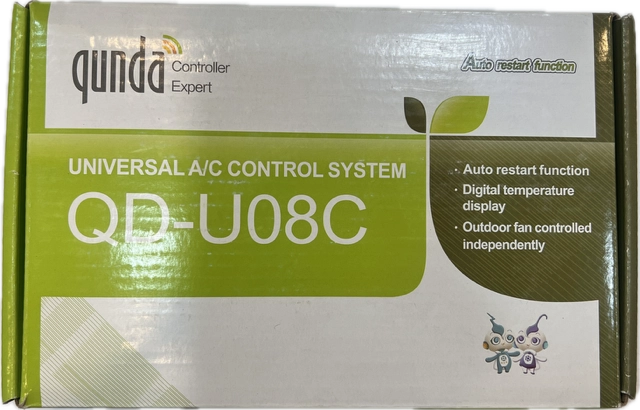 qunda Controller
Expert
Auto restart function
UNIVERSAL A/C CONTROL SYSTEM
QD-U08C
· Auto restart function
· Digital temperature
display
· Outdoor fan controlled
independently